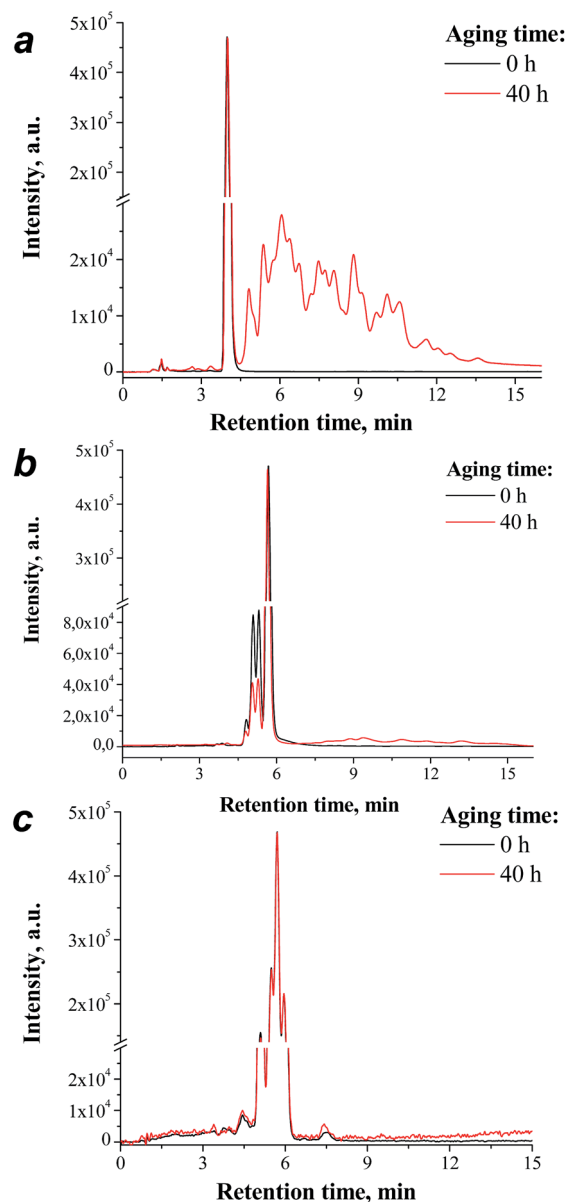 a
Aging time:
0 h
40 h
Intensity, a.u.
5x10⁵
4x10⁵
3x10⁵
2x10⁵
2x10⁴
1x10⁴
0
0 3 6 9 12 15
Retention time, min
b
Aging time:
0 h
40 h
Intensity, a.u.
5x10⁵
4x10⁵
3x10⁵
8,0x10⁴
6,0x10⁴
4,0x10⁴
2,0x10⁴
0,0
0 3 6 9 12 15
Retention time, min
c
Aging time:
0 h
40 h
Intensity, a.u.
5x10⁵
4x10⁵
3x10⁵
2x10⁵
2x10⁴
1x10⁴
0
0 3 6 9 12 15
Retention time, min